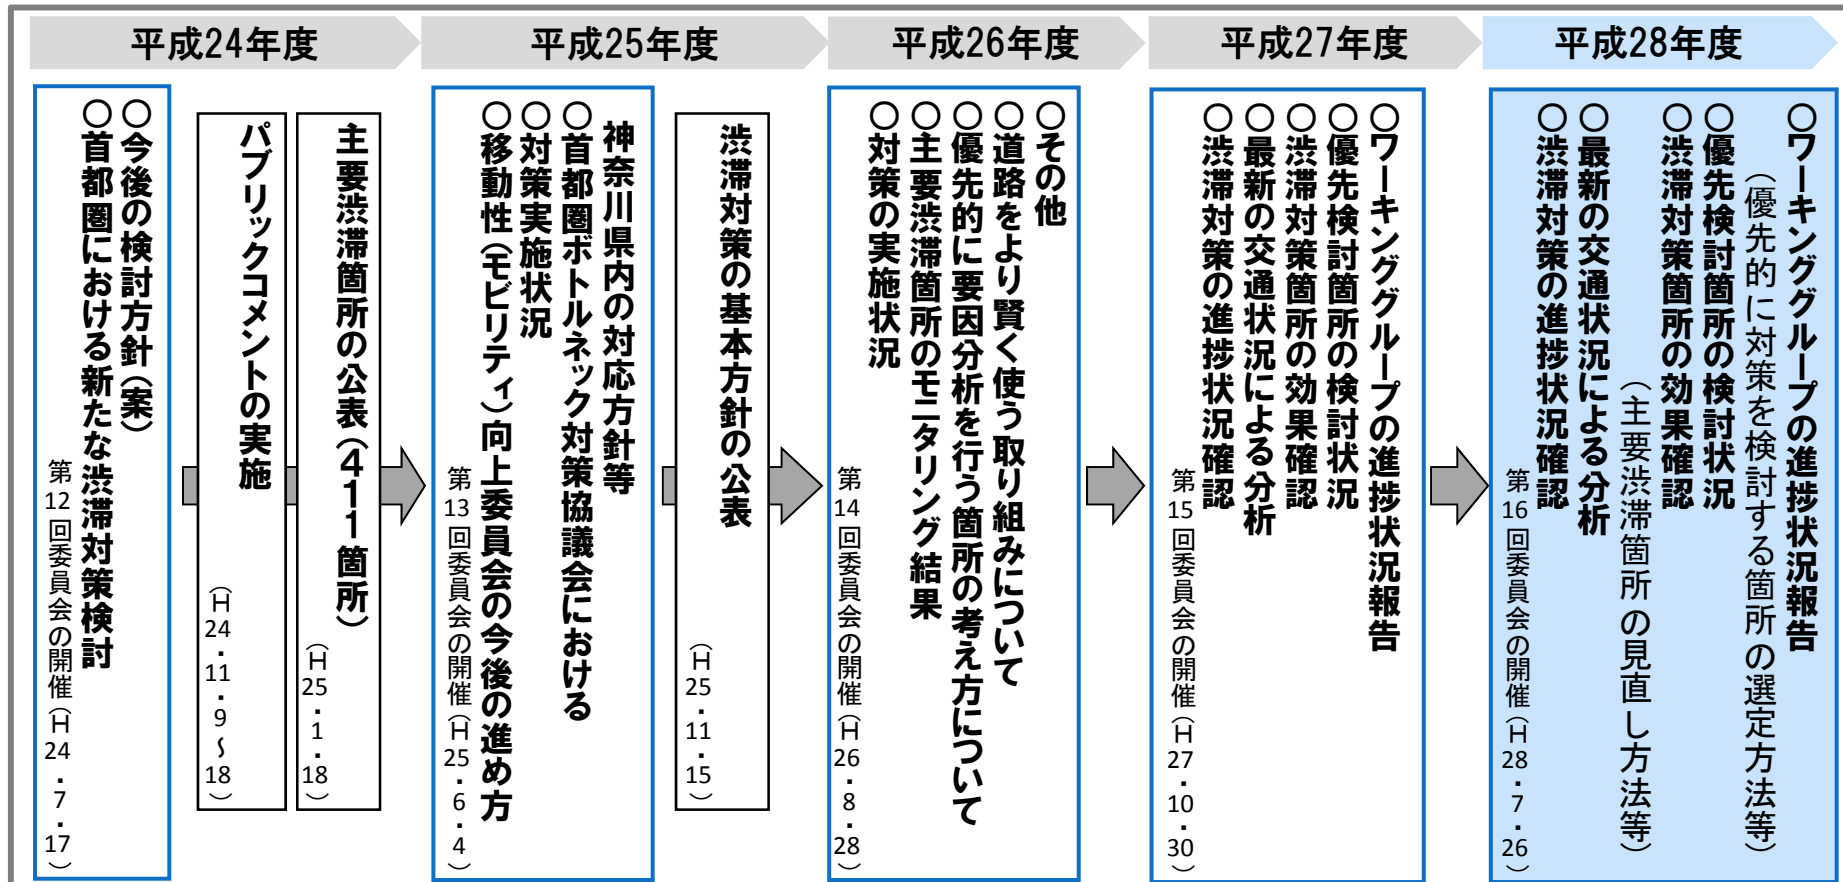 平成24年度
平成25年度
平成26年度
平成27年度
平成28年度
第12回委員会の開催（H24・7・17）
○首都圏における新たな渋滞対策検討
○今後の検討方針（案）
パブリックコメントの実施
（H24・11・9～18）
主要渋滞箇所の公表（411箇所）
（H25・1・18）
第13回委員会の開催（H25・6・4）
○移動性（モビリティ）向上委員会の今後の進め方
○対策実施状況
○首都圏ボトルネック対策協議会における
神奈川県内の対応方針等
渋滞対策の基本方針の公表
（H25・11・15）
第14回委員会の開催（H26・8・28）
○対策の実施状況
○主要渋滞箇所のモニタリング結果
○優先的に要因分析を行う箇所の考え方について
○道路をより賢く使う取り組みについて
○その他
第15回委員会の開催（H27・10・30）
○渋滞対策の進捗状況確認
○最新の交通状況による分析
○渋滞対策箇所の効果確認
○優先検討箇所の検討状況
○ワーキンググループの進捗状況報告
第16回委員会の開催（H28・7・26）
○渋滞対策の進捗状況確認
○最新の交通状況による分析
（主要渋滞箇所の見直し方法等）
○渋滞対策箇所の効果確認
○優先検討箇所の検討状況
（優先的に対策を検討する箇所の選定方法等）
○ワーキンググループの進捗状況報告